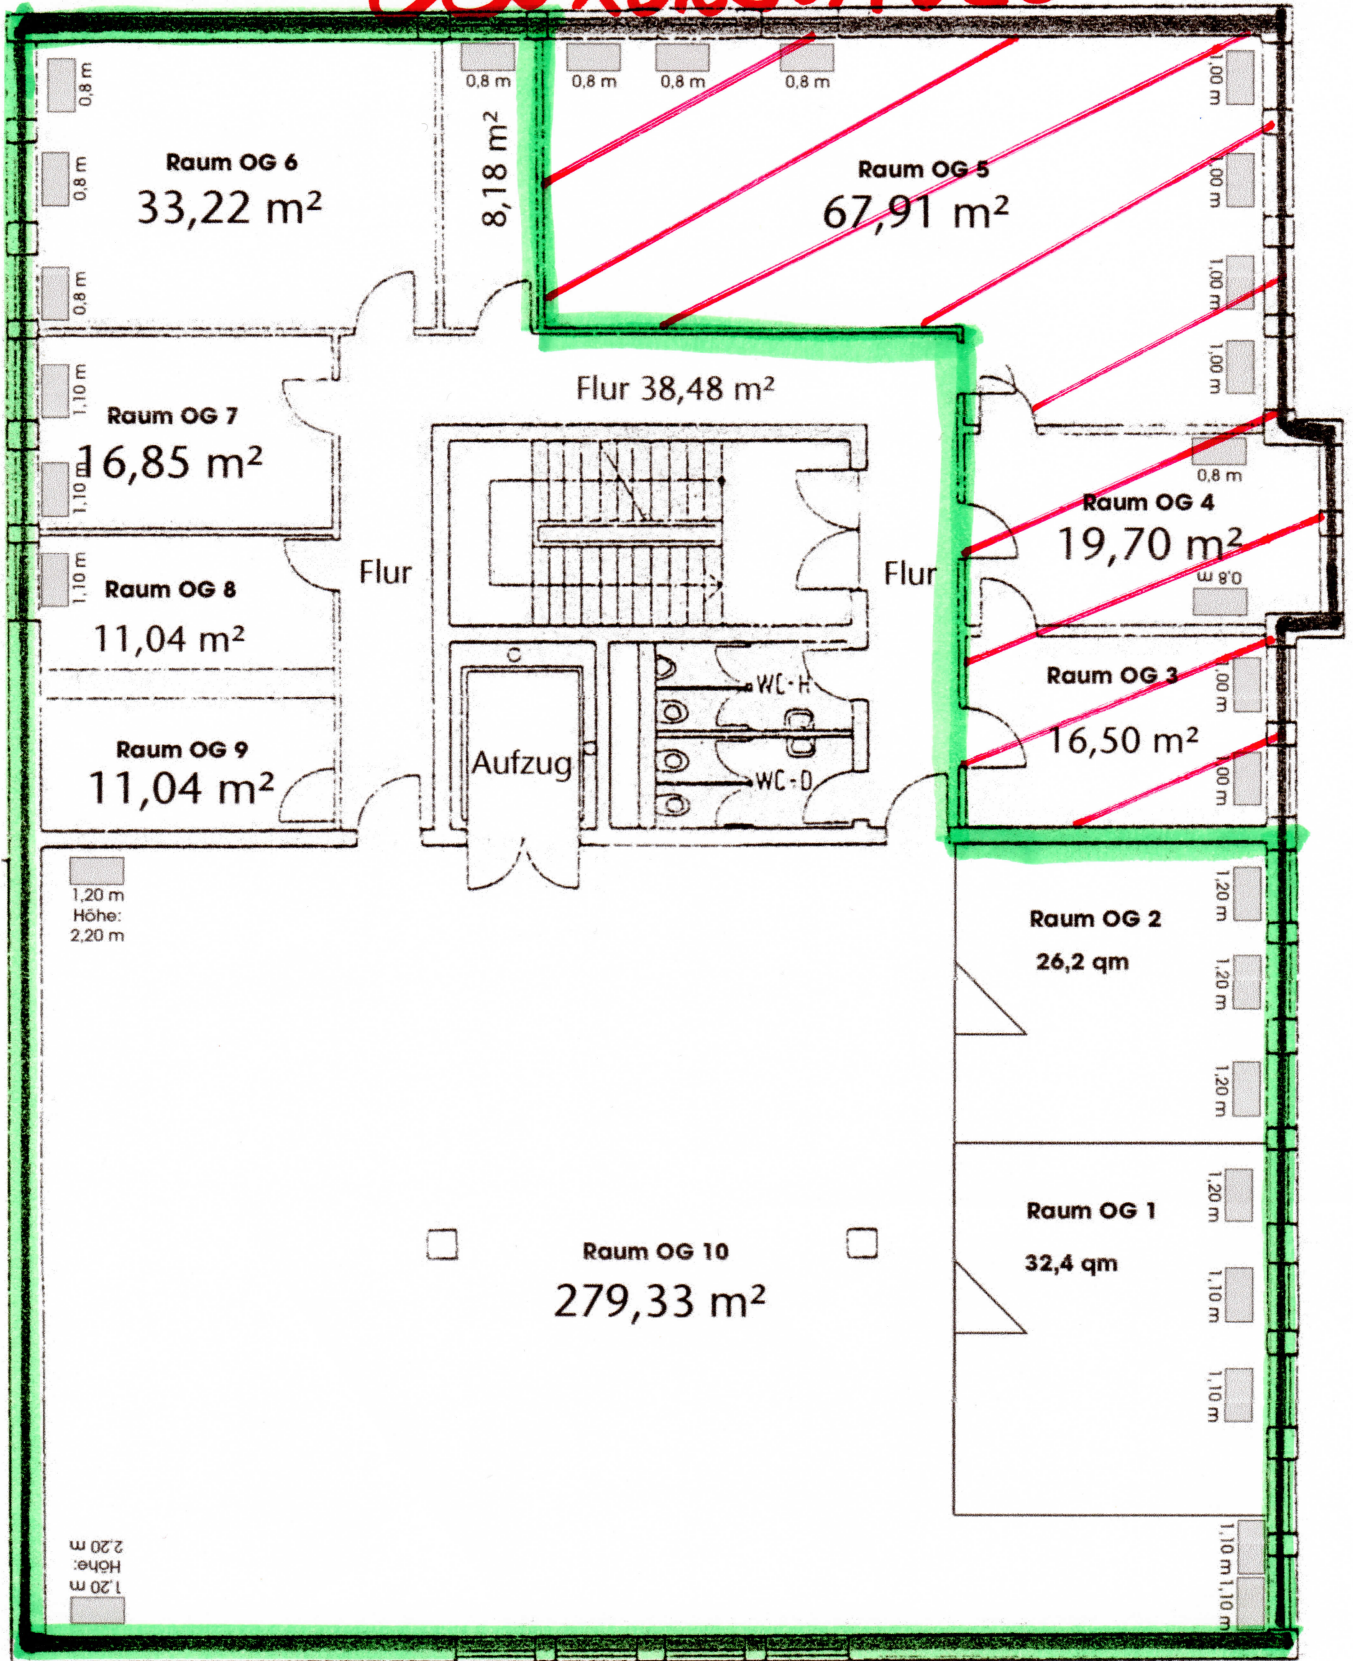 0,8 m
0,8 m
0,8 m
0,8 m
1,00 m
0,8 m
Raum OG 6
33,22 m²
8,18 m²
Raum OG 5
67,91 m²
1,00 m
0,8 m
1,00 m
1,00 m
Flur 38,48 m²
1,10 m
Raum OG 7
16,85 m²
1,10 m
0,8 m
Raum OG 4
19,70 m²
0,8 m
1,10 m
Raum OG 8
11,04 m²
Flur
Flur
Raum OG 3
16,50 m²
1,00 m
1,00 m
WC-H
WC-D
Aufzug
Raum OG 9
11,04 m²
1,20 m
Höhe:
2,20 m
Raum OG 2
26,2 qm
1,20 m
1,20 m
1,20 m
Raum OG 1
32,4 qm
1,20 m
1,10 m
1,10 m
Raum OG 10
279,33 m²
1,20 m
Höhe:
2,20 m
1,10 m
1,10 m